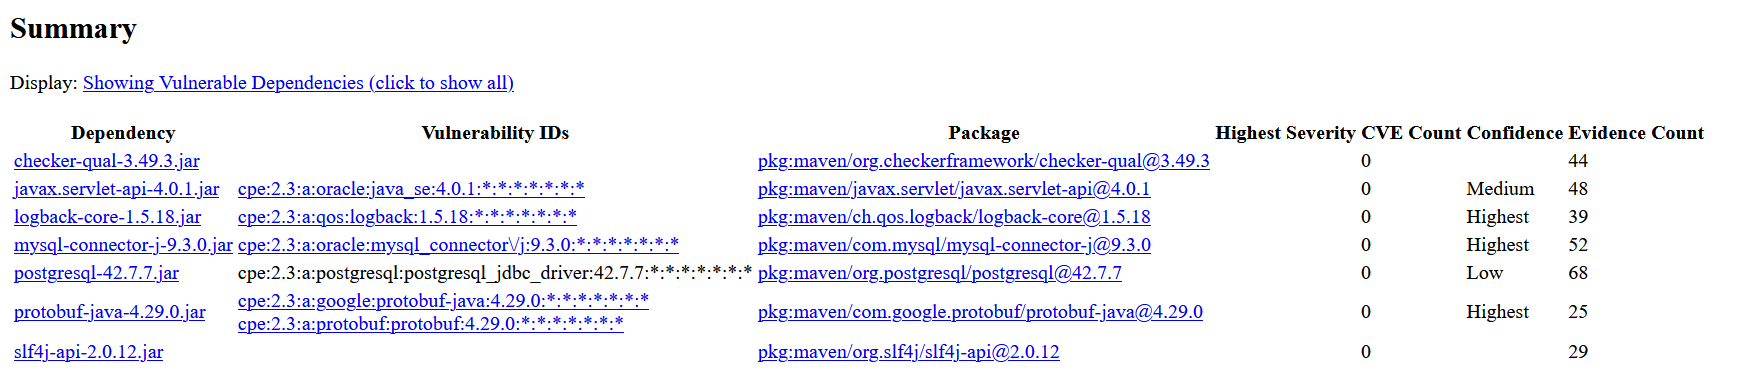 Summary
Display: Showing Vulnerable Dependencies (click to show all)
Dependency Vulnerability IDs Package Highest Severity CVE Count Confidence Evidence Count
checker-qual-3.49.3.jar pkg:maven/org.checkerframework/checker-qual@3.49.3 0 44
javax.servlet-api-4.0.1.jar cpe:2.3:a:oracle:java_se:4.0.1:*:*:*:*:*:*:* pkg:maven/javax.servlet/javax.servlet-api@4.0.1 0 Medium 48
logback-core-1.5.18.jar cpe:2.3:a:qos:logback:1.5.18:*:*:*:*:*:*:* pkg:maven/ch.qos.logback/logback-core@1.5.18 0 Highest 39
mysql-connector-j-9.3.0.jar cpe:2.3:a:oracle:mysql_connector\/j:9.3.0:*:*:*:*:*:*:* pkg:maven/com.mysql/mysql-connector-j@9.3.0 0 Highest 52
postgresql-42.7.7.jar cpe:2.3:a:postgresql:postgresql_jdbc_driver:42.7.7:*:*:*:*:*:*:* pkg:maven/org.postgresql/postgresql@42.7.7 0 Low 68
protobuf-java-4.29.0.jar cpe:2.3:a:google:protobuf-java:4.29.0:*:*:*:*:*:*:* pkg:maven/com.google.protobuf/protobuf-java@4.29.0 0 Highest 25
cpe:2.3:a:protobuf:protobuf:4.29.0:*:*:*:*:*:*:*
slf4j-api-2.0.12.jar pkg:maven/org.slf4j/slf4j-api@2.0.12 0 29